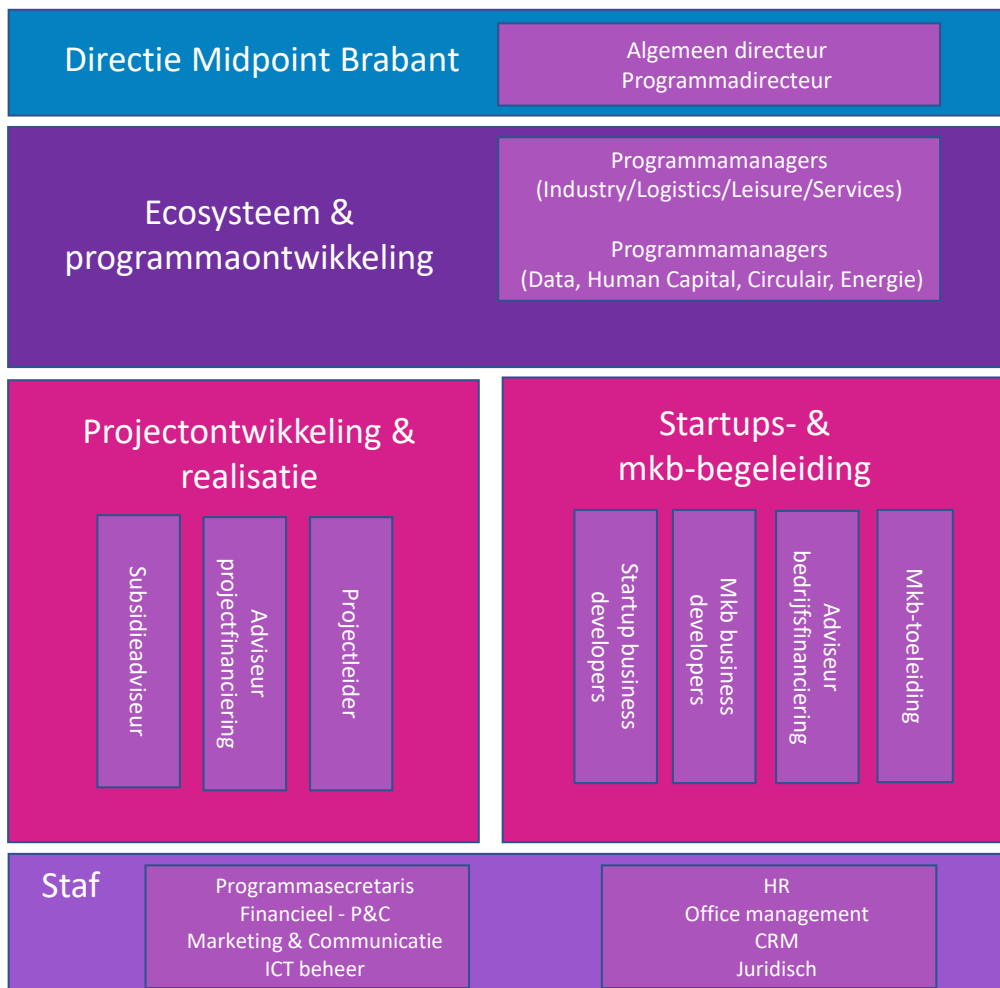 Directie Midpoint Brabant
Algemeen directeur
Programmadirecteur
Ecosysteem &
programmaontwikkeling
Programmamanagers
(Industry/Logistics/Leisure/Services)
Programmamanagers
(Data, Human Capital, Circulair, Energie)
Projectontwikkeling &
realisatie
Subsidieadviseur
Adviseur
projectfinanciering
Projectleider
Startups- &
mkb-begeleiding
Startup business
developers
Mkb business
developers
Adviseur
bedrijfsfinanciering
Mkb-toeleiding
Staf
Programmasecretaris
Financieel - P&C
Marketing & Communicatie
ICT beheer
HR
Office management
CRM
Juridisch